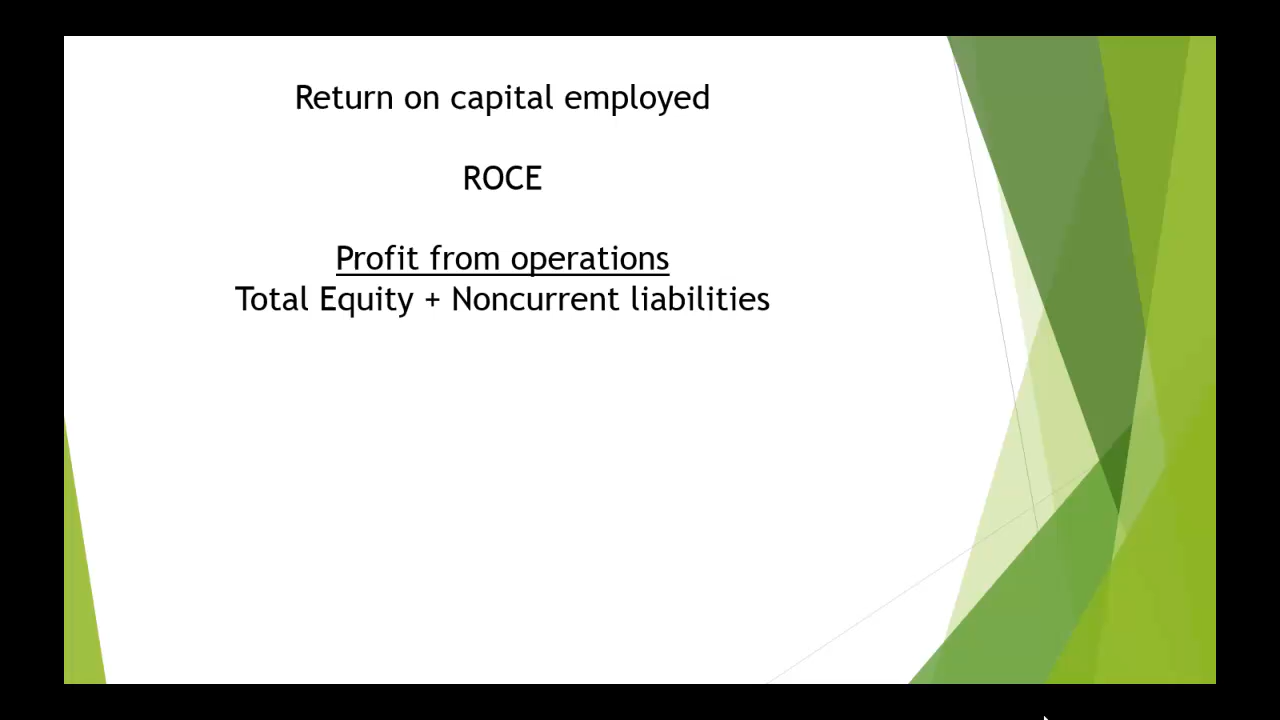 Return on capital employed
ROCE
Profit from operations
Total Equity + Noncurrent liabilities